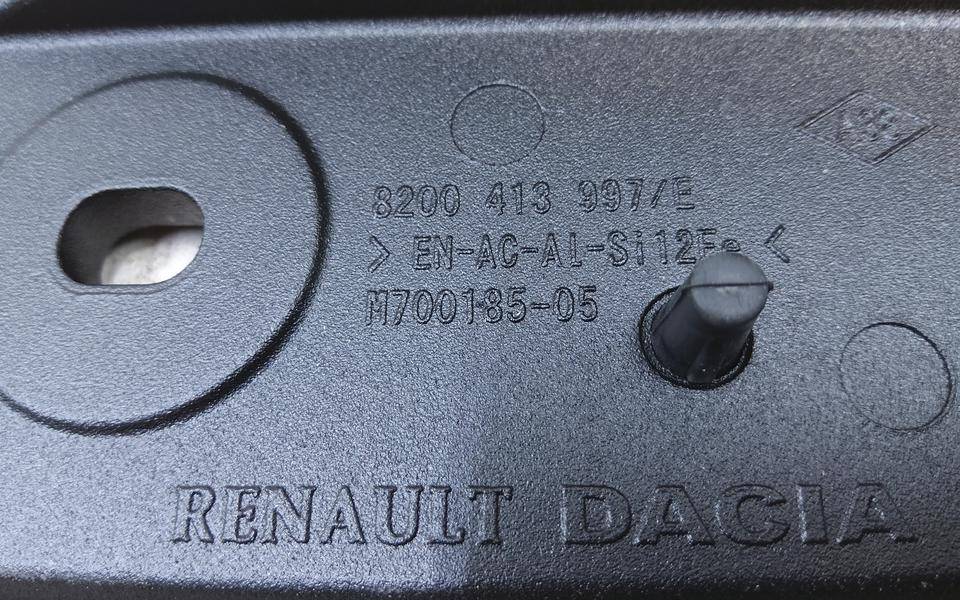 8200 413 997/E
> EN-AC-AL-Si12Fe <
M700185-05
RENAULT DACIA